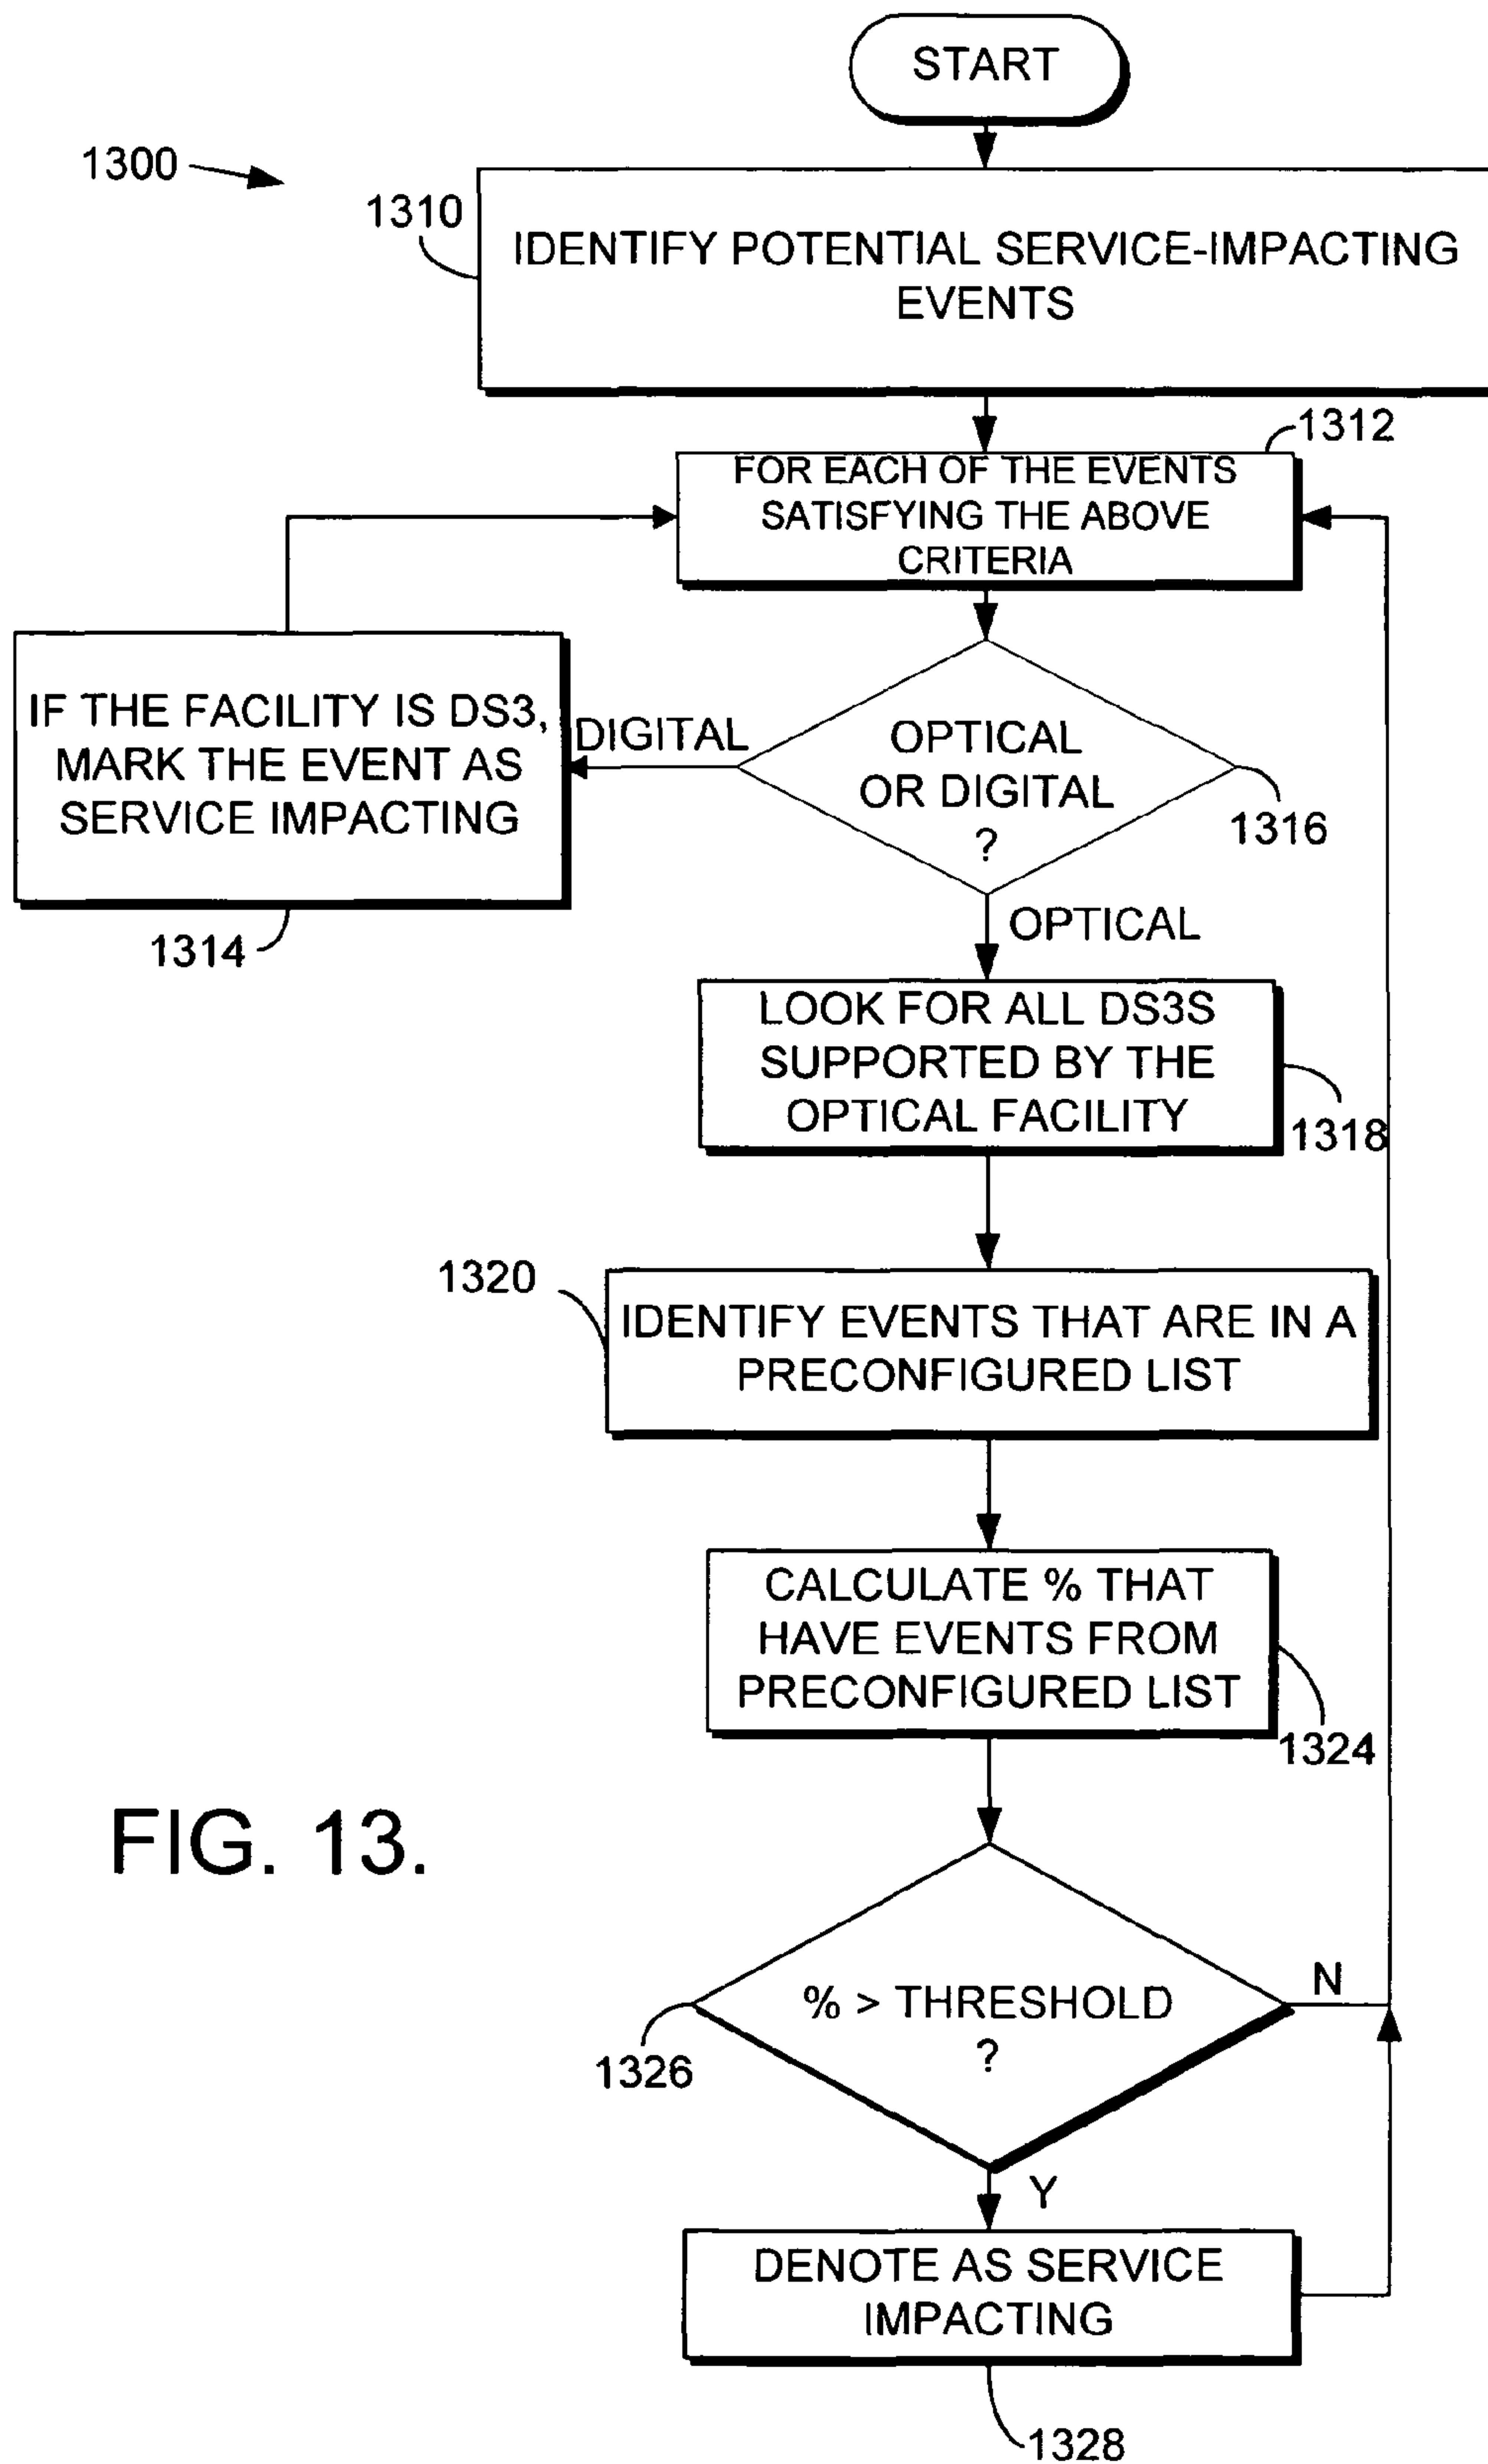 START
1300
1310
IDENTIFY POTENTIAL SERVICE-IMPACTING
EVENTS
1312
FOR EACH OF THE EVENTS
SATISFYING THE ABOVE
CRITERIA
IF THE FACILITY IS DS3,
MARK THE EVENT AS
SERVICE IMPACTING
1314
DIGITAL
OPTICAL
OR DIGITAL
?
1316
OPTICAL
LOOK FOR ALL DS3S
SUPPORTED BY THE
OPTICAL FACILITY
1318
1320
IDENTIFY EVENTS THAT ARE IN A
PRECONFIGURED LIST
CALCULATE % THAT
HAVE EVENTS FROM
PRECONFIGURED LIST
1324
FIG. 13.
% > THRESHOLD
?
N
1326
Y
DENOTE AS SERVICE
IMPACTING
1328